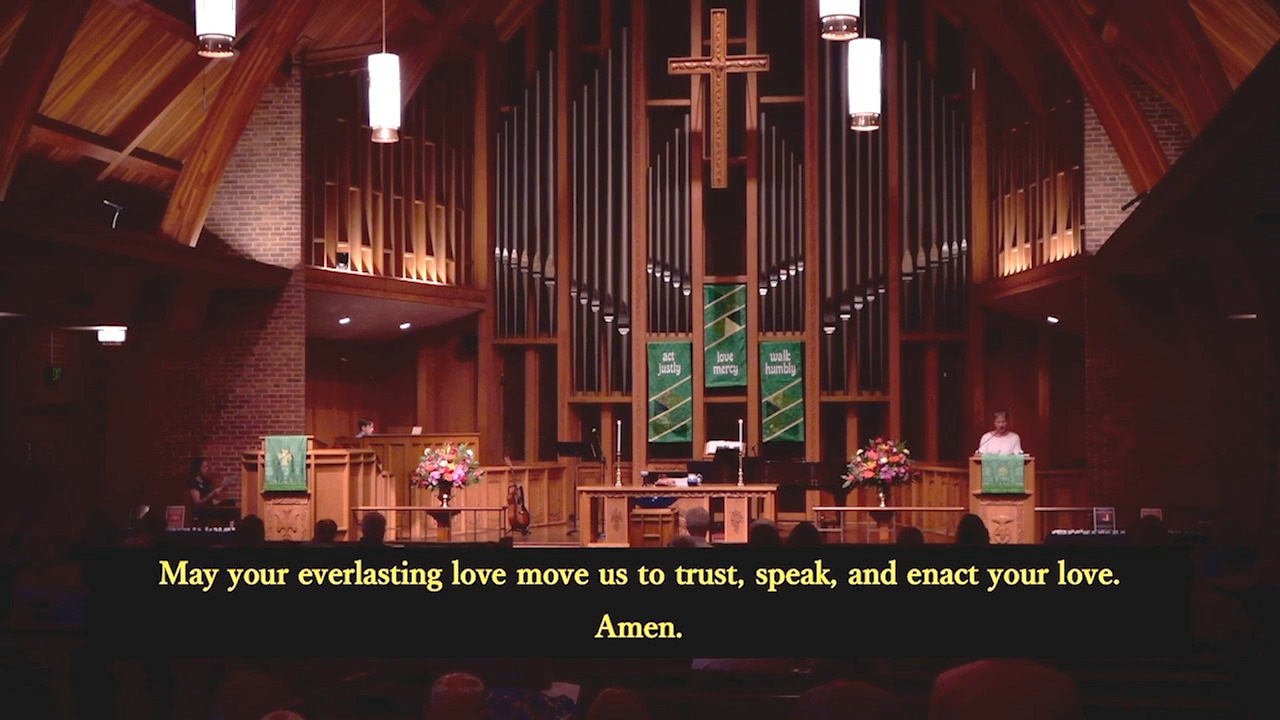 act
justly
love
mercy
walk
humbly
May your everlasting love move us to trust, speak, and enact your love.
Amen.